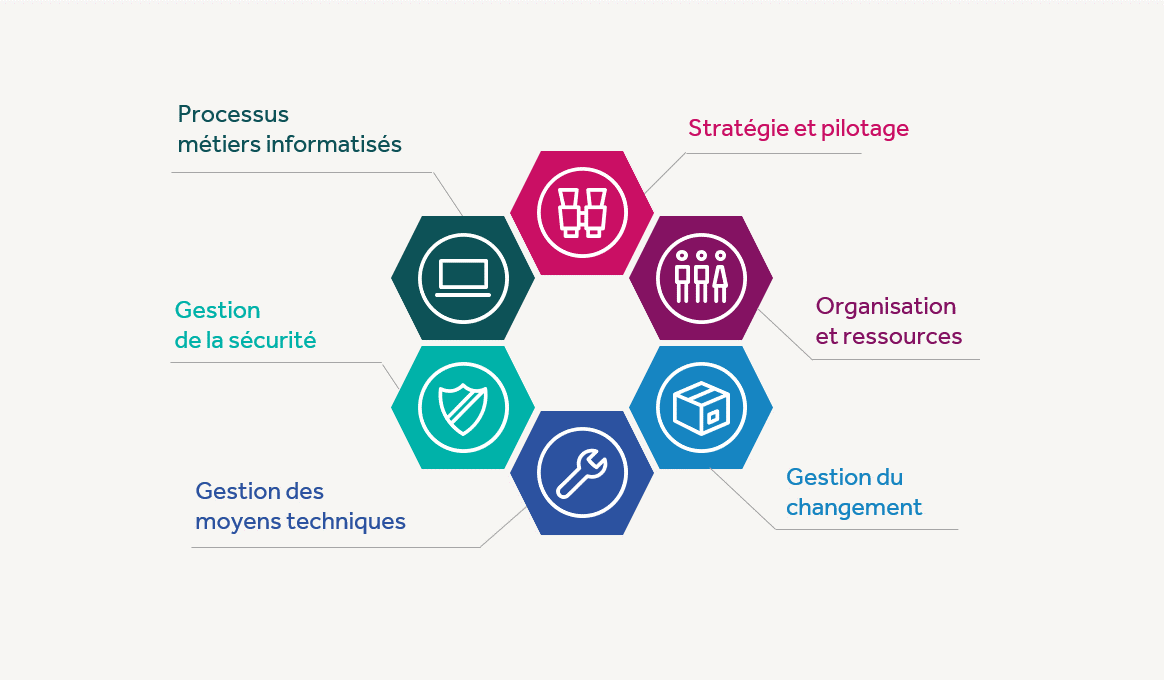 Processus
métiers informatisés
Stratégie et pilotage
Gestion
de la sécurité
Organisation
et ressources
Gestion des
moyens techniques
Gestion du
changement